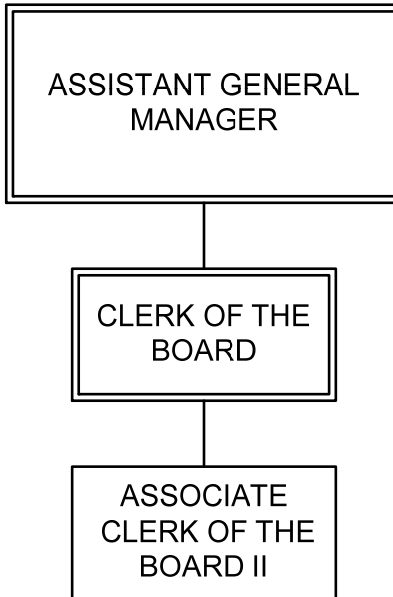 ASSISTANT GENERAL
MANAGER
CLERK OF THE
BOARD
ASSOCIATE
CLERK OF THE
BOARD II